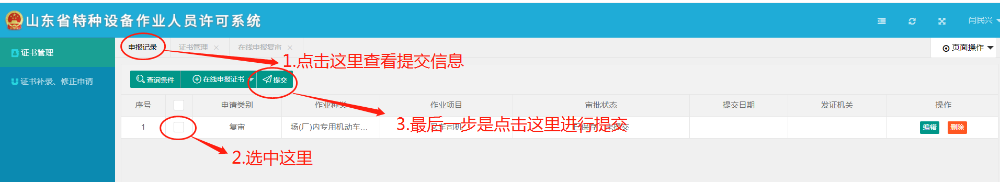 山东省特种设备作业人员许可系统
闫民兴
证书管理
证书补录、修正申请
申报记录
证书管理
在线申报复审
页面操作
1.点击这里查看提交信息
查询条件
在线申报证书
提交
序号
申请类别
作业种类
作业项目
审批状态
提交日期
发证机关
操作
1
复审
场(厂)内专用机动车...
叉车司机
已保存，未提交
编辑
删除
3.最后一步是点击这里进行提交
2.选中这里